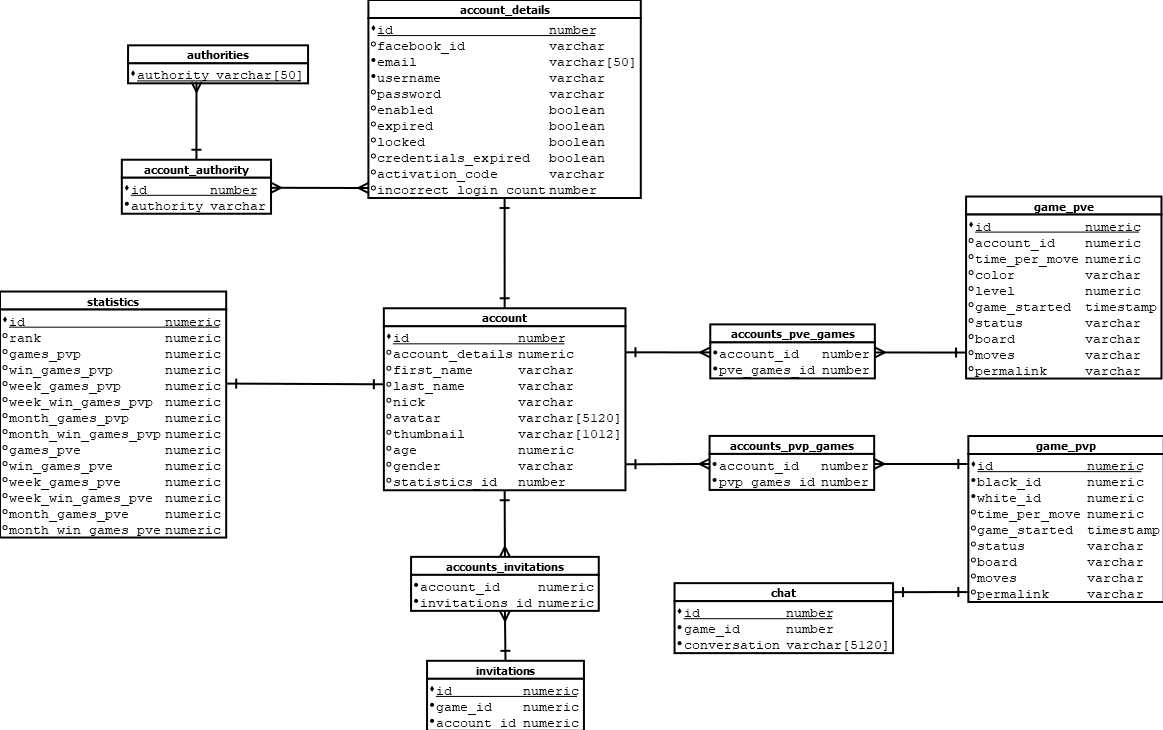 account_details
id number
facebook_id varchar
email varchar[50]
username varchar
password varchar
enabled boolean
expired boolean
locked boolean
credentials_expired boolean
activation_code varchar
incorrect_login_count number
authorities
authority varchar[50]
account_authority
id number
authority varchar
game_pve
id numeric
account_id numeric
time_per_move numeric
color varchar
level numeric
game_started timestamp
status varchar
board varchar
moves varchar
permalink varchar
statistics
id numeric
rank numeric
games_pvp numeric
win_games_pvp numeric
week_games_pvp numeric
week_win_games_pvp numeric
month_games_pvp numeric
month_win_games_pvp numeric
games_pve numeric
win_games_pve numeric
week_games_pve numeric
week_win_games_pve numeric
month_games_pve numeric
month_win_games_pve numeric
account
id number
account_details numeric
first_name varchar
last_name varchar
nick varchar
avatar varchar[5120]
thumbnail varchar[1012]
age numeric
gender varchar
statistics_id number
accounts_pve_games
account_id number
pve_games_id number
accounts_pvp_games
account_id number
pvp_games_id number
game_pvp
id numeric
black_id numeric
white_id numeric
time_per_move numeric
game_started timestamp
status varchar
board varchar
moves varchar
permalink varchar
accounts_invitations
account_id numeric
invitations_id numeric
chat
id number
game_id number
conversation varchar[5120]
invitations
id numeric
game_id numeric
account_id numeric